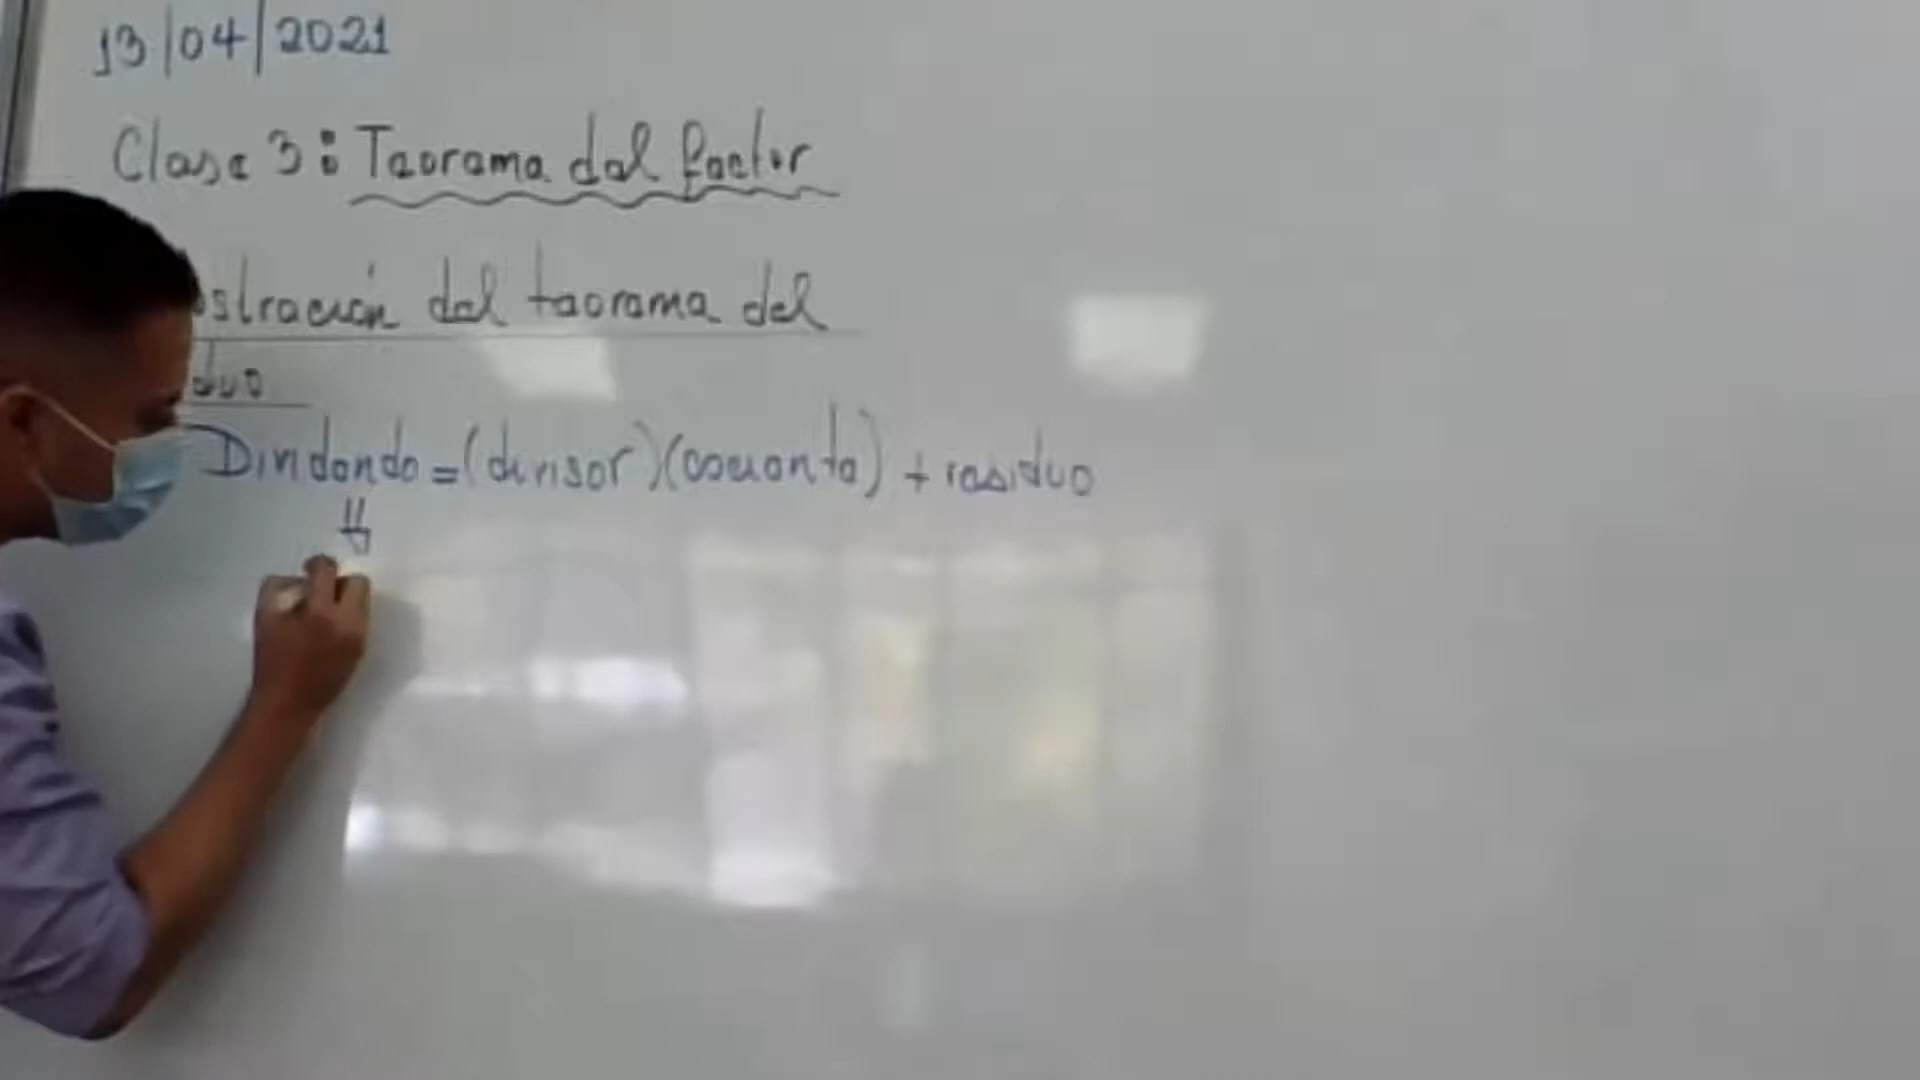 13/04/2021
Clase 3: Teorema del factor
ostración del teorema del
duo
Dividendo = (divisor)(cociente) + residuo